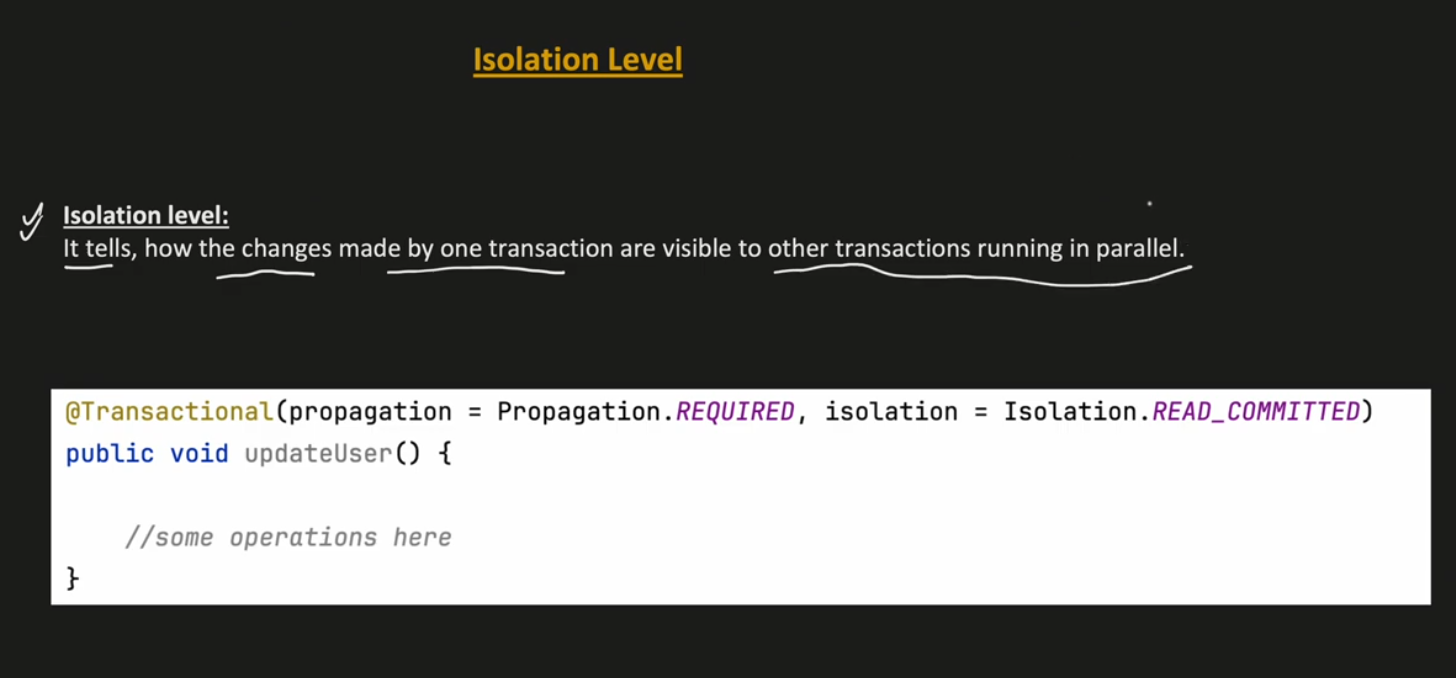 Isolation Level
Isolation level:
It tells, how the changes made by one transaction are visible to other transactions running in parallel.
@Transactional(propagation = Propagation.REQUIRED, isolation = Isolation.READ_COMMITTED)
public void updateUser() {
//some operations here
}